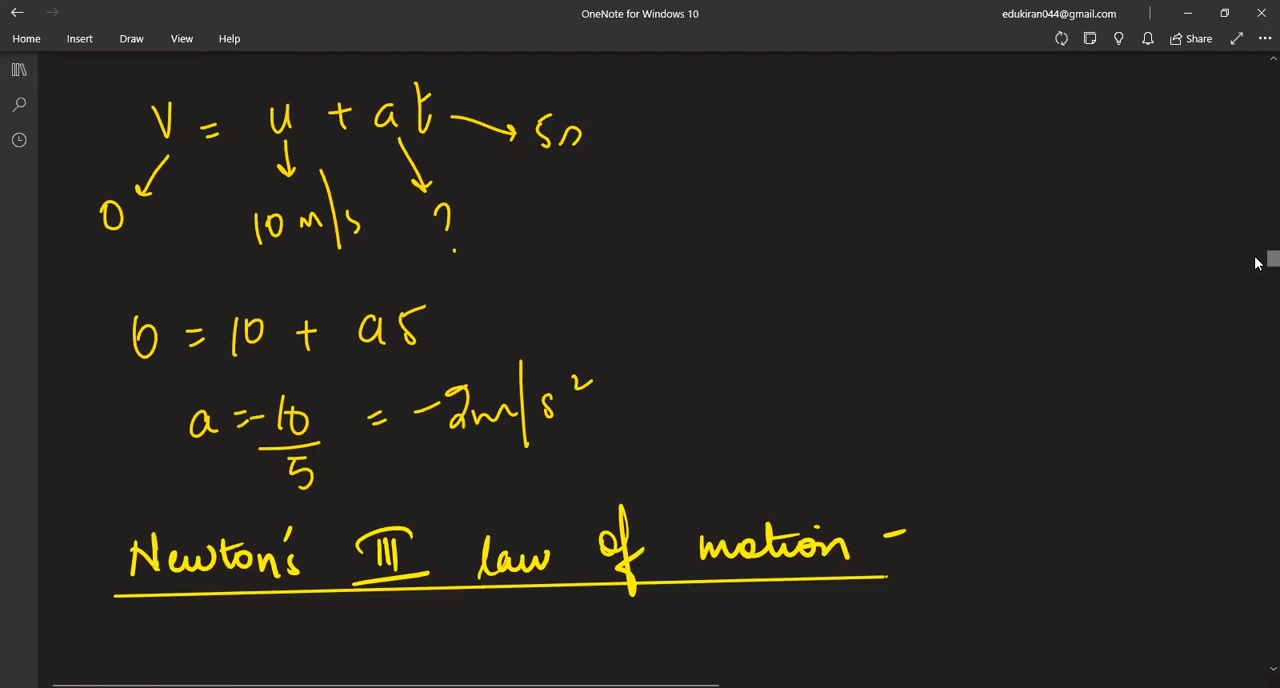 OneNote for Windows 10
edukiran044@gmail.com
Home Insert Draw View Help
Share
v = u + at → 5s
0 10 m/s ?
0 = 10 + a5
a = -10/5 = -2m/s²
Newton's III law of motion -